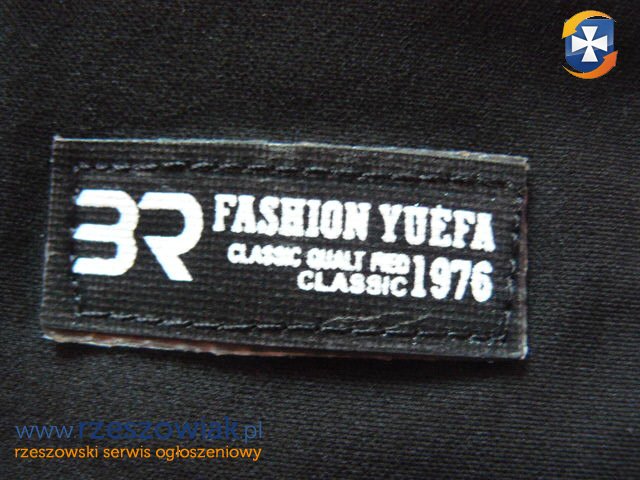 BR FASHION YUEFA
CLASSIC QUALT FIED
CLASSIC 1976
www.rzeszowiak.pl
rzeszowski serwis ogłoszeniowy